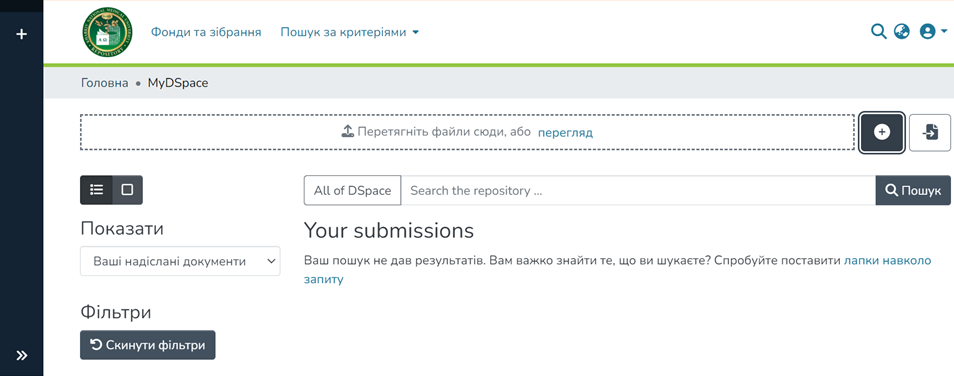 Фонди та зібрання Пошук за критеріями
Головна • MyDSpace
Перетягніть файли сюди, або перегляд
All of DSpace Search the repository ... Пошук
Показати
Ваші надіслані документи
Your submissions
Ваш пошук не дав результатів. Вам важко знайти те, що ви шукаєте? Спробуйте поставити лапки навколо
запиту
Фільтри
Скинути фільтри